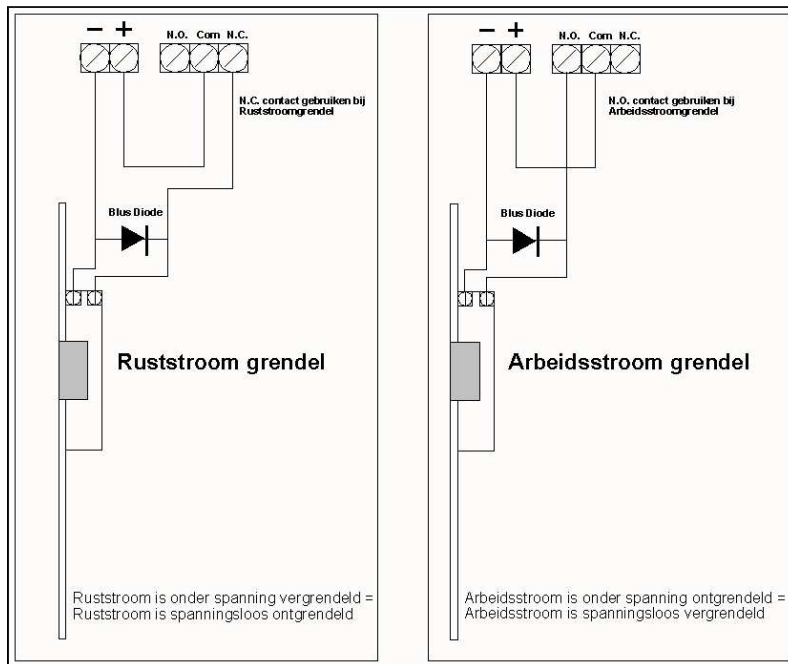 − +
N.O. Com N.C.
N.C. contact gebruiken bij
Ruststroomgrendel
Blus Diode
Ruststroom grendel
Ruststroom is onder spanning vergrendeld =
Ruststroom is spanningsloos ontgrendeld
− +
N.O. Com N.C.
N.O. contact gebruiken bij
Arbeidsstroomgrendel
Blus Diode
Arbeidsstroom grendel
Arbeidsstroom is onder spanning ontgrendeld =
Arbeidsstroom is spanningsloos vergrendeld